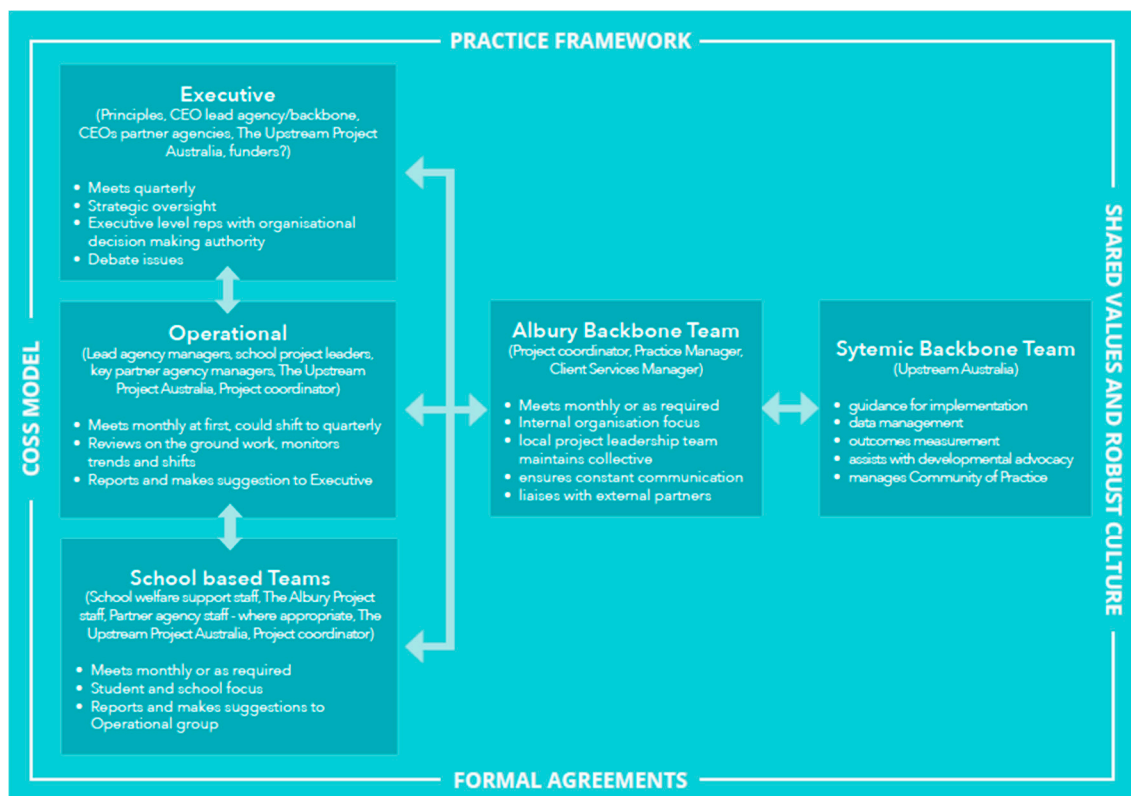 PRACTICE FRAMEWORK
COSS MODEL
Executive
(Principles, CEO lead agency/backbone,
CEOs partner agencies, The Upstream Project
Australia, funders?)
• Meets quarterly
• Strategic oversight
• Executive level reps with organisational
decision making authority
• Debate issues
Operational
(Lead agency managers, school project leaders,
key partner agency managers, The Upstream
Project Australia, Project coordinator)
• Meets monthly at first, could shift to quarterly
• Reviews on the ground work, monitors
trends and shifts
• Reports and makes suggestion to Executive
School based Teams
(School welfare support staff, The Albury Project
staff, Partner agency staff - where appropriate, The
Upstream Project Australia, Project coordinator)
• Meets monthly or as required
• Student and school focus
• Reports and makes suggestions to
Operational group
Albury Backbone Team
(Project coordinator, Practice Manager,
Client Services Manager)
• Meets monthly or as required
• Internal organisation focus
• local project leadership team
maintains collective
• ensures constant communication
• liaises with external partners
Sytemic Backbone Team
(Upstream Australia)
• guidance for implementation
• data management
• outcomes measurement
• assists with developmental advocacy
• manages Community of Practice
SHARED VALUES AND ROBUST CULTURE
FORMAL AGREEMENTS